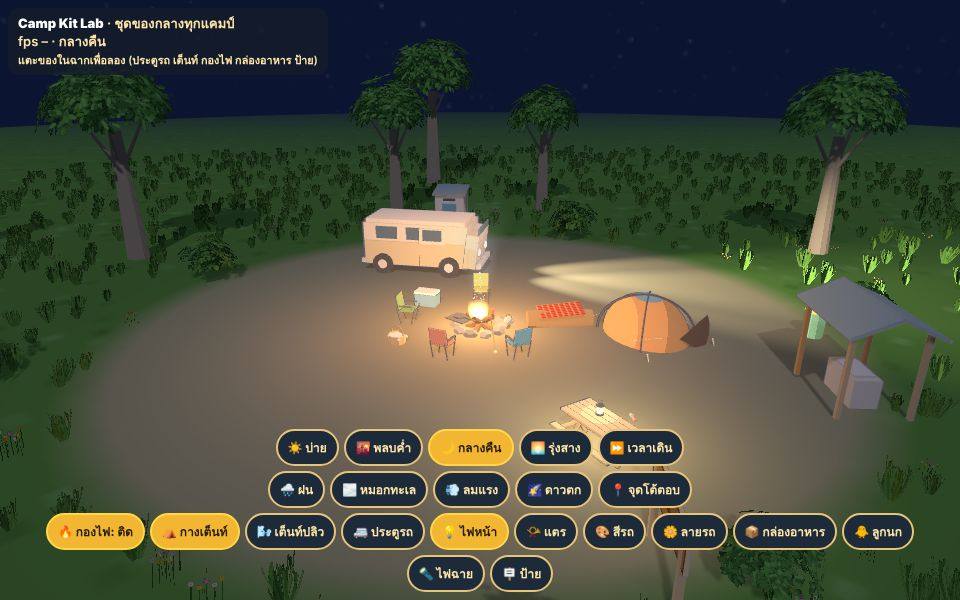 Camp Kit Lab · ชุดของกลางทุกแคมป์
fps – · กลางคืน
แตะของในฉากเพื่อลอง (ประตูรถ เต็นท์ กองไฟ กล่องอาหาร ป้าย)
☀️ บ่าย 🌇 พลบค่ำ 🌙 กลางคืน 🌅 รุ่งสาง ⏩ เวลาเดิน
🌧️ ฝน 🌫️ หมอกทะเล 💨 ลมแรง 🌠 ดาวตก 📍 จุดโต้ตอบ
🔥 กองไฟ: ติด ⛺ กางเต็นท์ 🌬️ เต็นท์ปลิว 🚐 ประตูรถ 💡 ไฟหน้า 📯 แตร 🎨 สีรถ 🌼 ลายรถ 📦 กล่องอาหาร 🐥 ลูกนก
🔦 ไฟฉาย 🪧 ป้าย